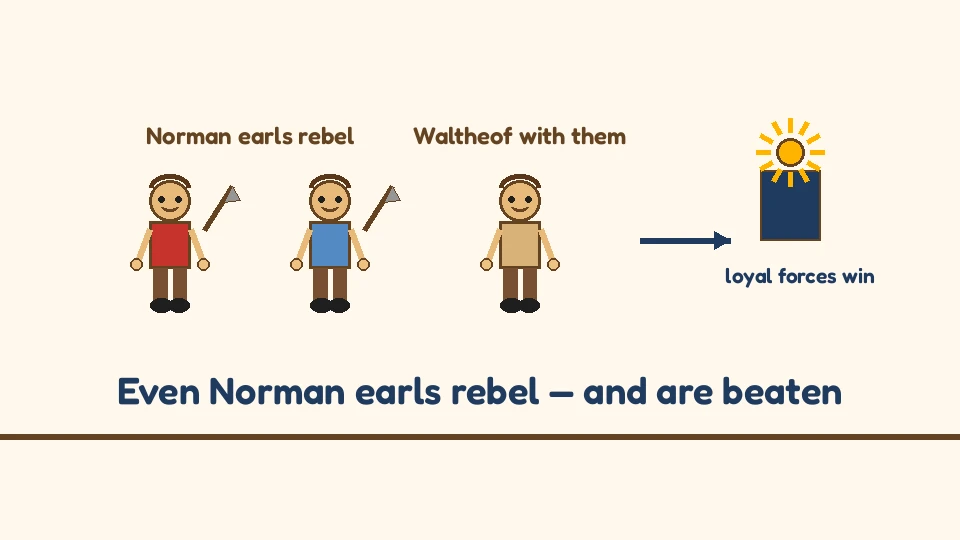 Norman earls rebel
Waltheof with them
loyal forces win
Even Norman earls rebel — and are beaten